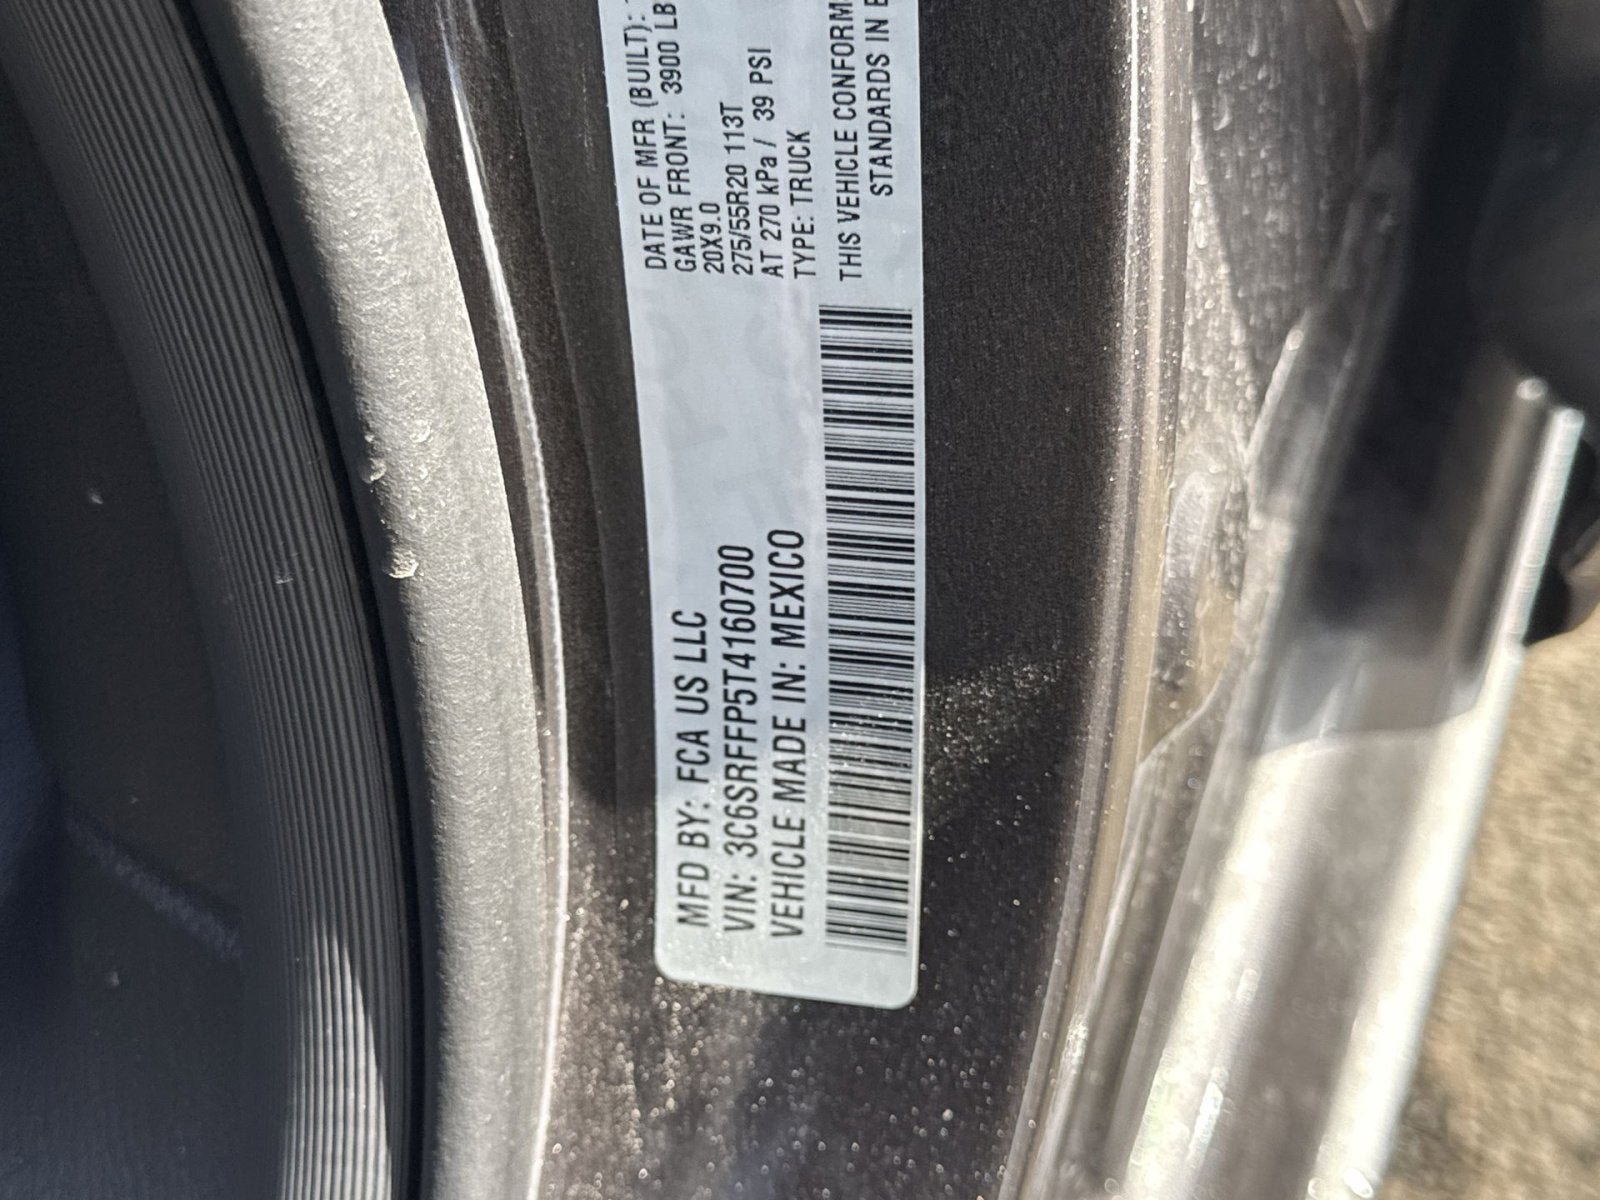 MFD BY: FCA US LLC
VIN: 3C6SRFFP5T4160700
VEHICLE MADE IN: MEXICO
DATE OF MFR (BUILT):
GAWR FRONT: 3900 LB
20X9.0
275/55R20 113T
AT 270 kPa / 39 PSI
TYPE: TRUCK
THIS VEHICLE CONFORM
STANDARDS IN E